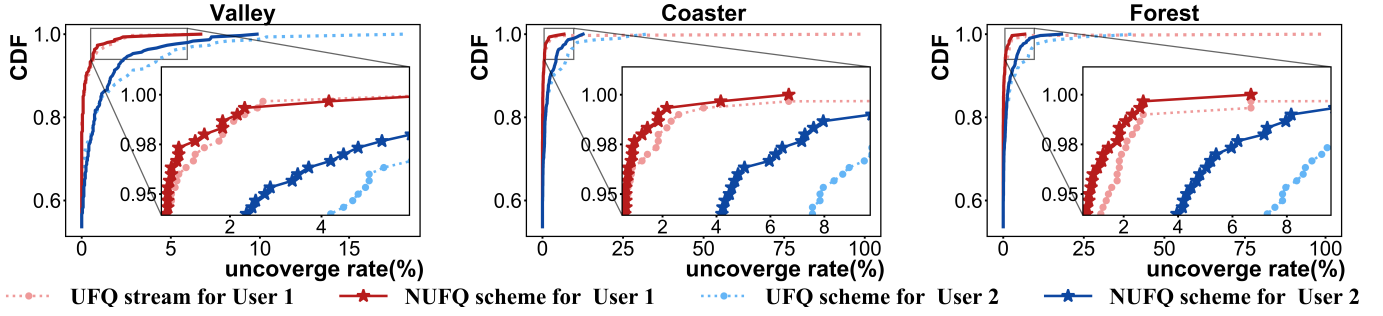 Valley
CDF
1.0
0.8
0.6
1.00
0.98
0.95
2 4
0 5 10 15
uncoverge rate(%)
Coaster
CDF
1.0
0.8
0.6
1.00
0.98
0.95
2 4 6 8
0 25 50 75 100
uncoverge rate(%)
Forest
CDF
1.0
0.8
0.6
1.00
0.98
0.95
2 4 6 8
0 25 50 75 100
uncoverge rate(%)
UFQ stream for User 1 NUFQ scheme for User 1 UFQ scheme for User 2 NUFQ scheme for User 2